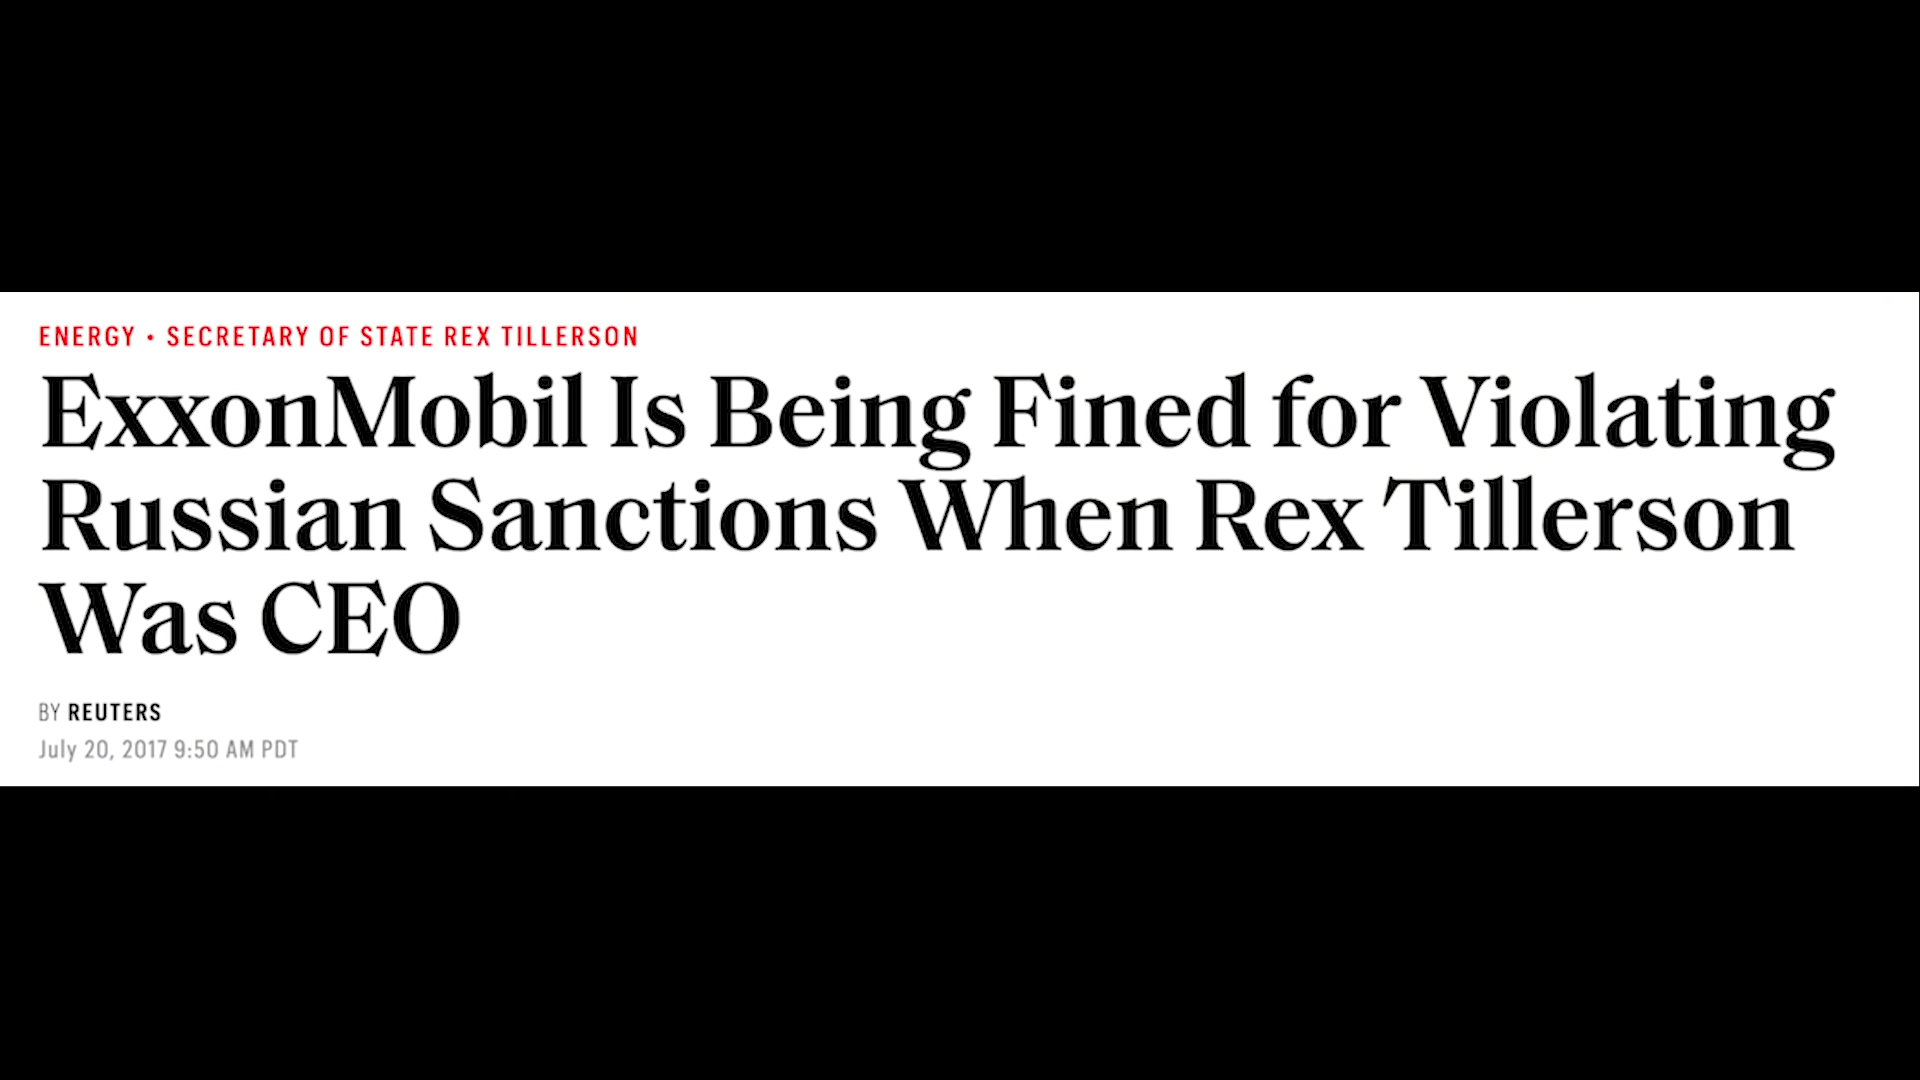 ENERGY • SECRETARY OF STATE REX TILLERSON
ExxonMobil Is Being Fined for Violating
Russian Sanctions When Rex Tillerson
Was CEO
BY REUTERS
July 20, 2017 9:50 AM PDT